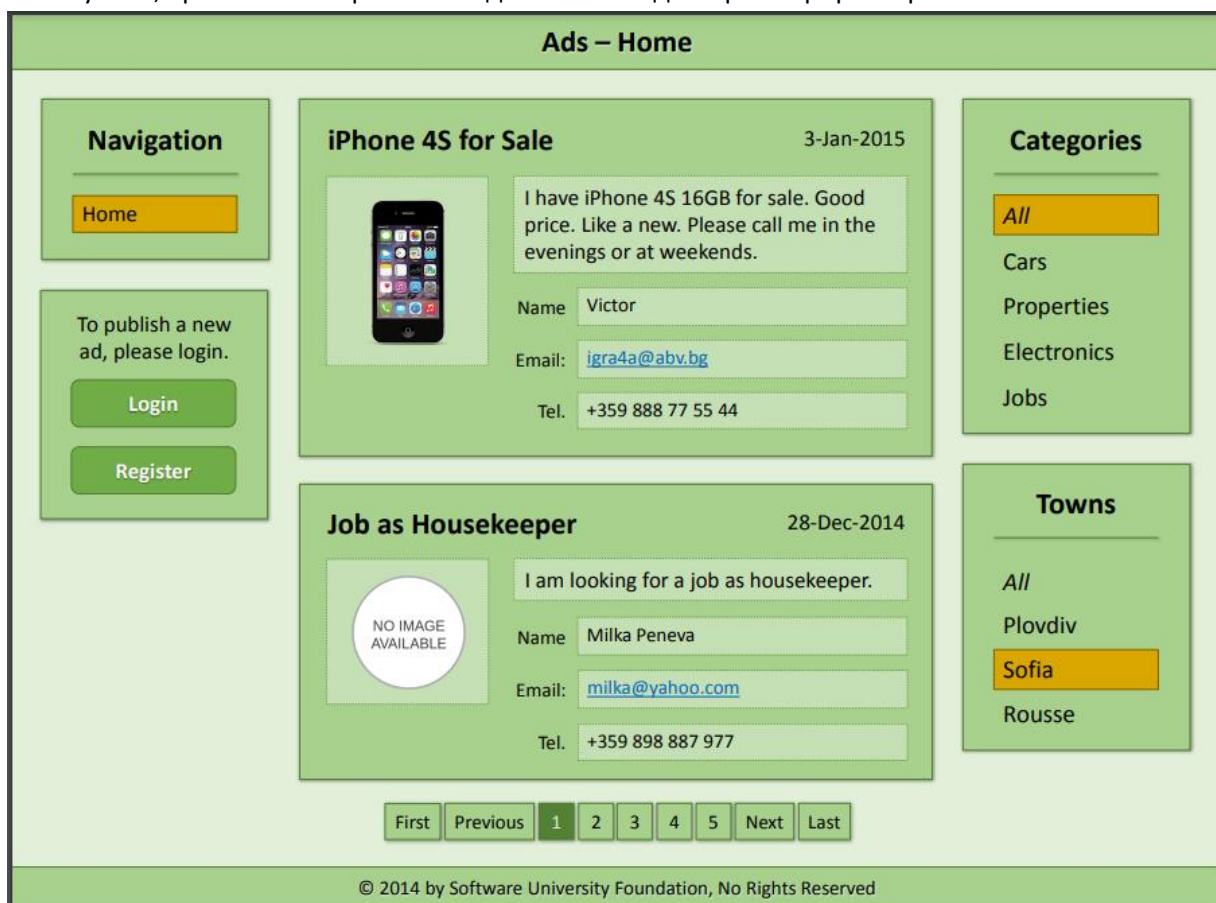 Ads – Home
Navigation
Home
To publish a new
ad, please login.
Login
Register
iPhone 4S for Sale
3-Jan-2015
I have iPhone 4S 16GB for sale. Good
price. Like a new. Please call me in the
evenings or at weekends.
Name
Victor
Email:
igra4a@abv.bg
Tel.
+359 888 77 55 44
Job as Housekeeper
28-Dec-2014
NO IMAGE
AVAILABLE
I am looking for a job as housekeeper.
Name
Milka Peneva
Email:
milka@yahoo.com
Tel.
+359 898 887 977
First Previous 1 2 3 4 5 Next Last
Categories
All
Cars
Properties
Electronics
Jobs
Towns
All
Plovdiv
Sofia
Rousse
© 2014 by Software University Foundation, No Rights Reserved